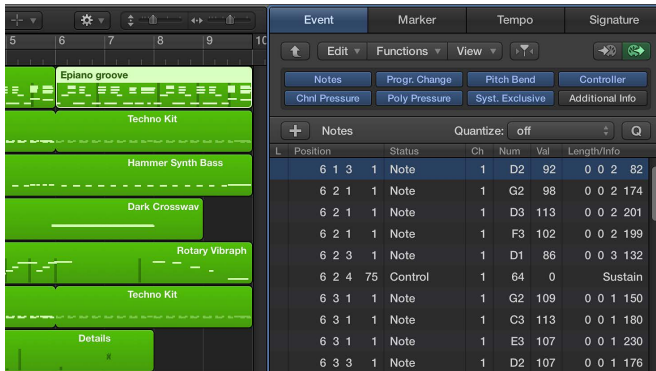 Event Marker Tempo Signature
5 6 7 8 9 10
Edit Functions View
Notes Progr. Change Pitch Bend Controller
Chnl Pressure Poly Pressure Syst. Exclusive Additional Info
+ Notes Quantize: off Q
L Position Status Ch Num Val Length/Info
6 1 3 1 Note 1 D2 92 0 0 2 82
6 2 1 1 Note 1 G2 98 0 0 2 174
6 2 1 1 Note 1 D3 113 0 0 2 201
6 2 1 1 Note 1 F3 102 0 0 2 199
6 2 3 1 Note 1 D1 86 0 0 3 132
6 2 4 75 Control 1 64 0 Sustain
6 3 1 1 Note 1 G2 109 0 0 1 150
6 3 1 1 Note 1 C3 113 0 0 1 180
6 3 1 1 Note 1 E3 107 0 0 1 230
6 3 3 1 Note 1 D2 107 0 0 1 176
Epiano groove
Techno Kit
Hammer Synth Bass
Dark Crosswav
Rotary Vibraph
Techno Kit
Details